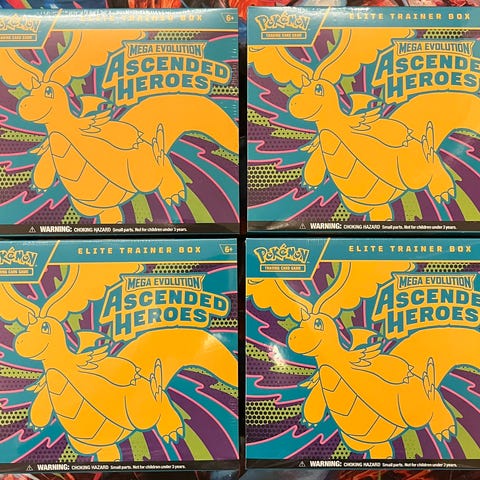 Pokémon
TRADING CARD GAME
ELITE TRAINER BOX 6+
MEGA EVOLUTION
ASCENDED
HEROES
WARNING: CHOKING HAZARD Small parts. Not for children under 3 years.
Pokémon
TRADING CARD GAME
ELITE TRAINER BOX
MEGA EVOLUTION
ASCENDE
HEROES
WARNING: CHOKING HAZARD Small parts. Not for children under 3 years.
Pokémon
TRADING CARD GAME
ELITE TRAINER BOX 6+
MEGA EVOLUTION
ASCENDED
HEROES
WARNING: CHOKING HAZARD Small parts. Not for children under 3 years.
Pokémon
TRADING CARD GAME
ELITE TRAINER BOX
MEGA EVOLUTION
ASCENDE
HEROES
WARNING: CHOKING HAZARD Small parts. Not for children under 3 years.